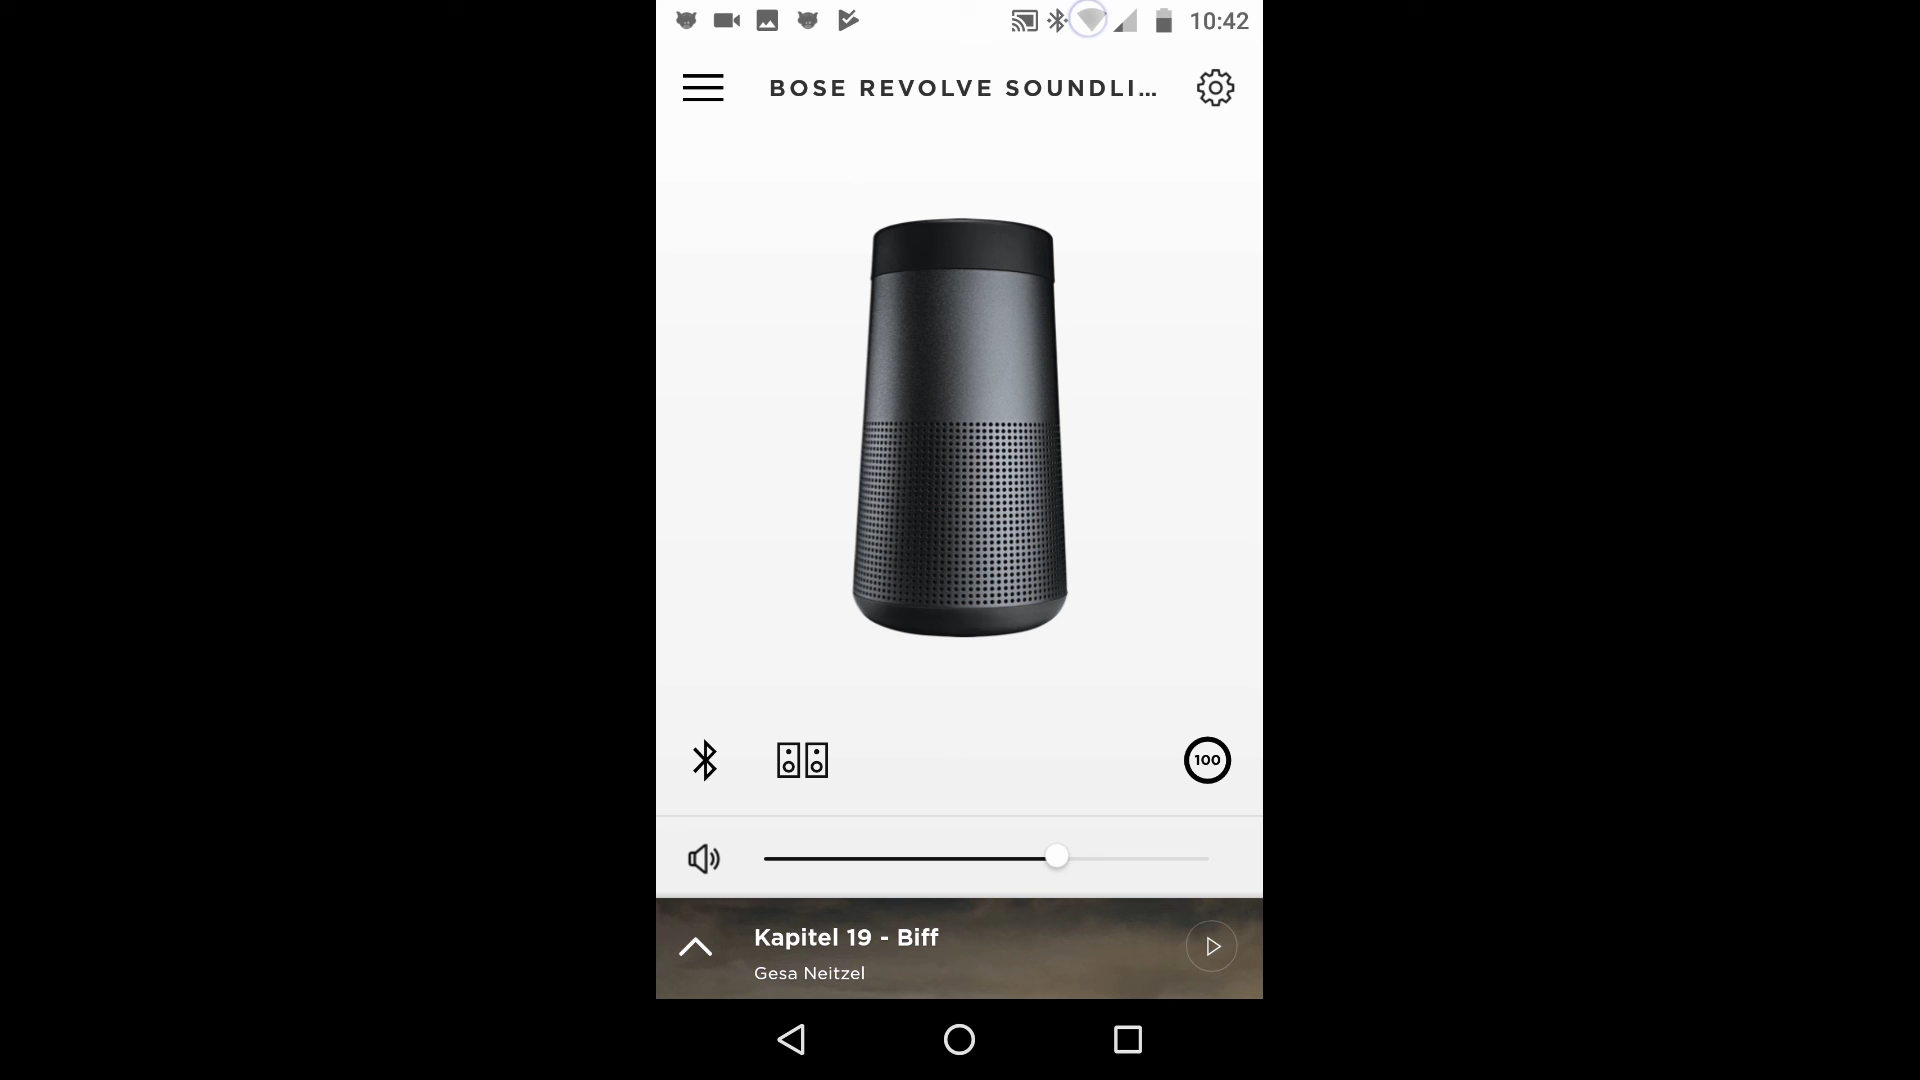 10:42
BOSE REVOLVE SOUNDLI...
100
Kapitel 19 - Biff
Gesa Neitzel